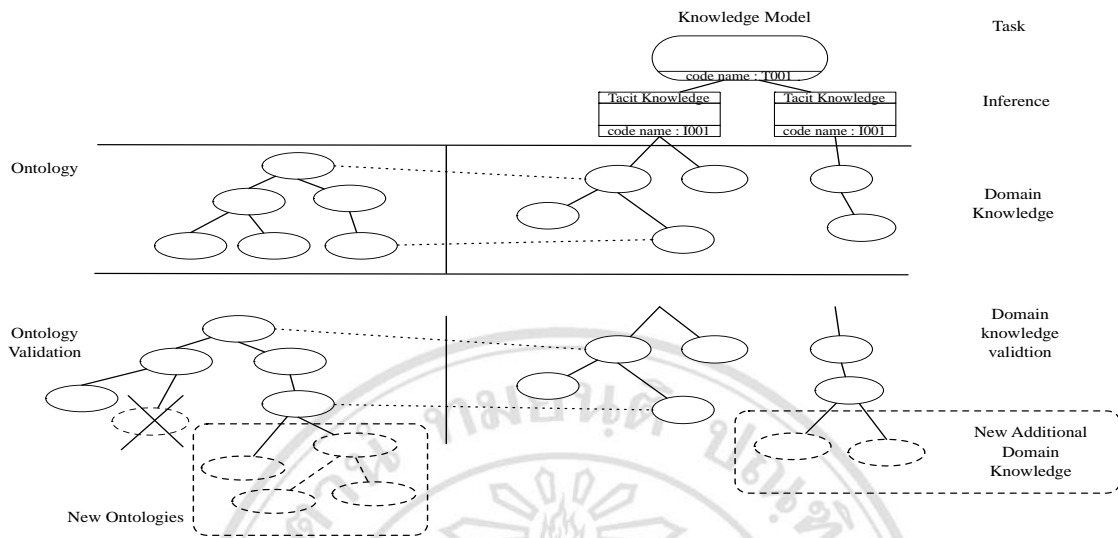 Knowledge Model
Task
code name : T001
Tacit Knowledge
Tacit Knowledge
Inference
code name : I001
code name : I001
Ontology
Domain
Knowledge
Ontology
Validation
Domain
knowledge
validtion
New Additional
Domain
Knowledge
New Ontologies